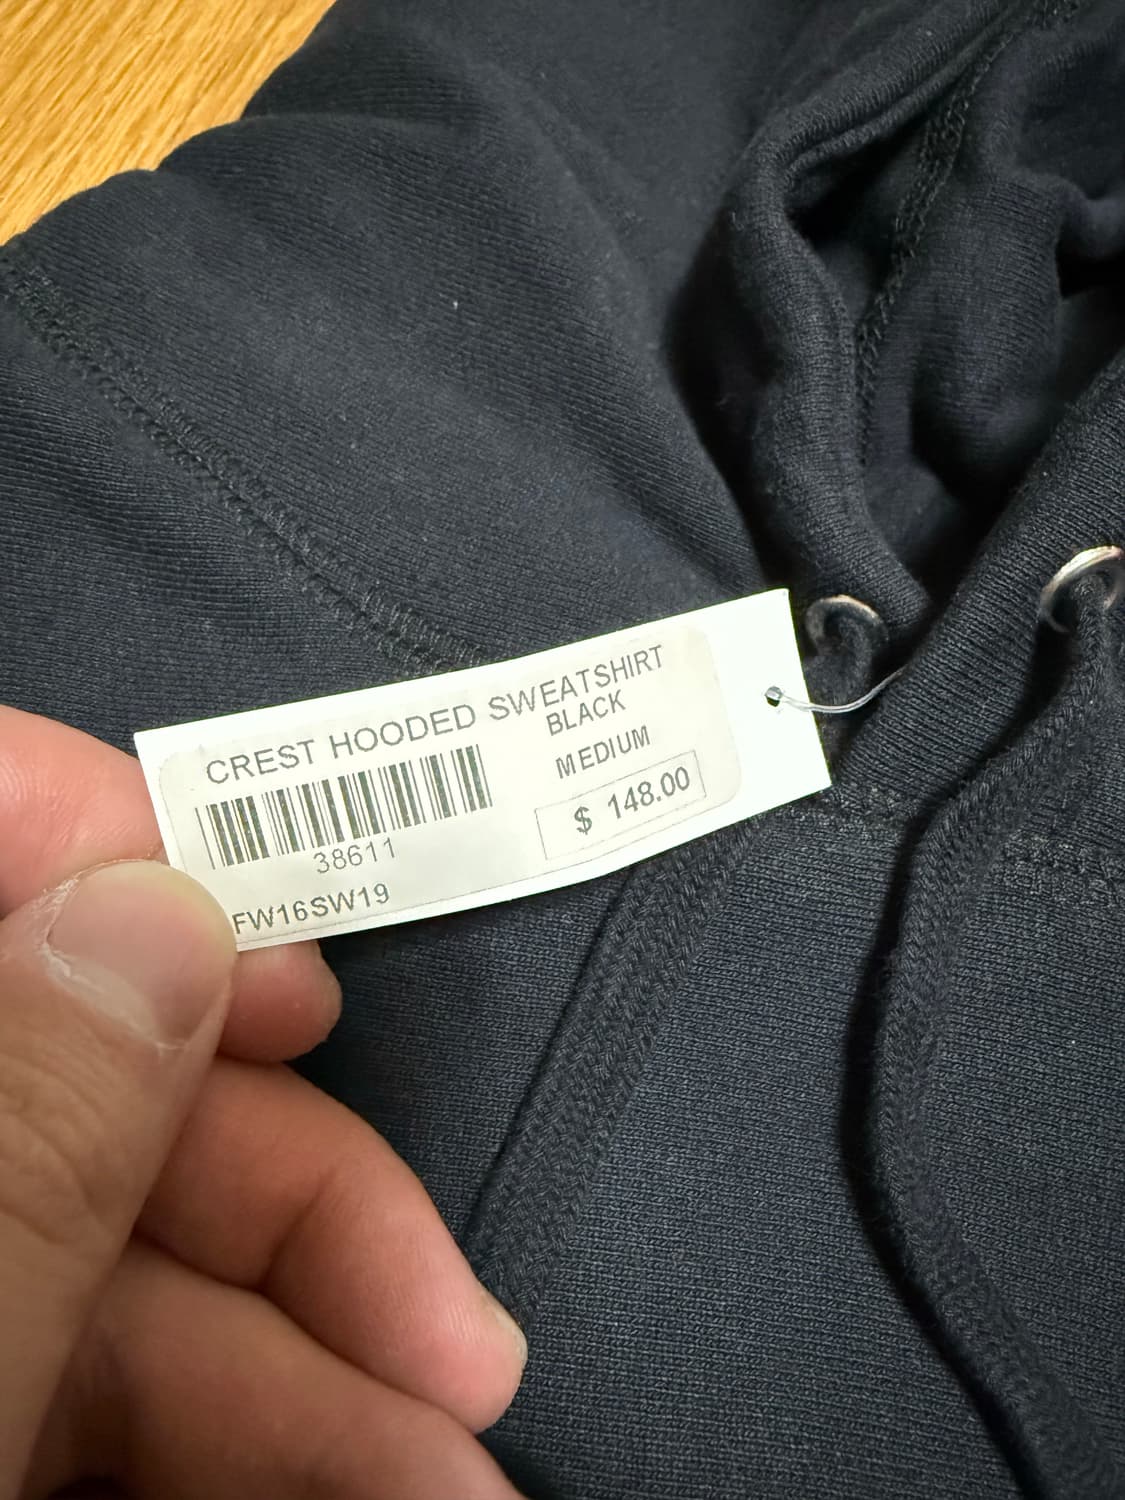 CREST HOODED SWEATSHIRT
BLACK
MEDIUM
$ 148.00
38611
FW16SW19